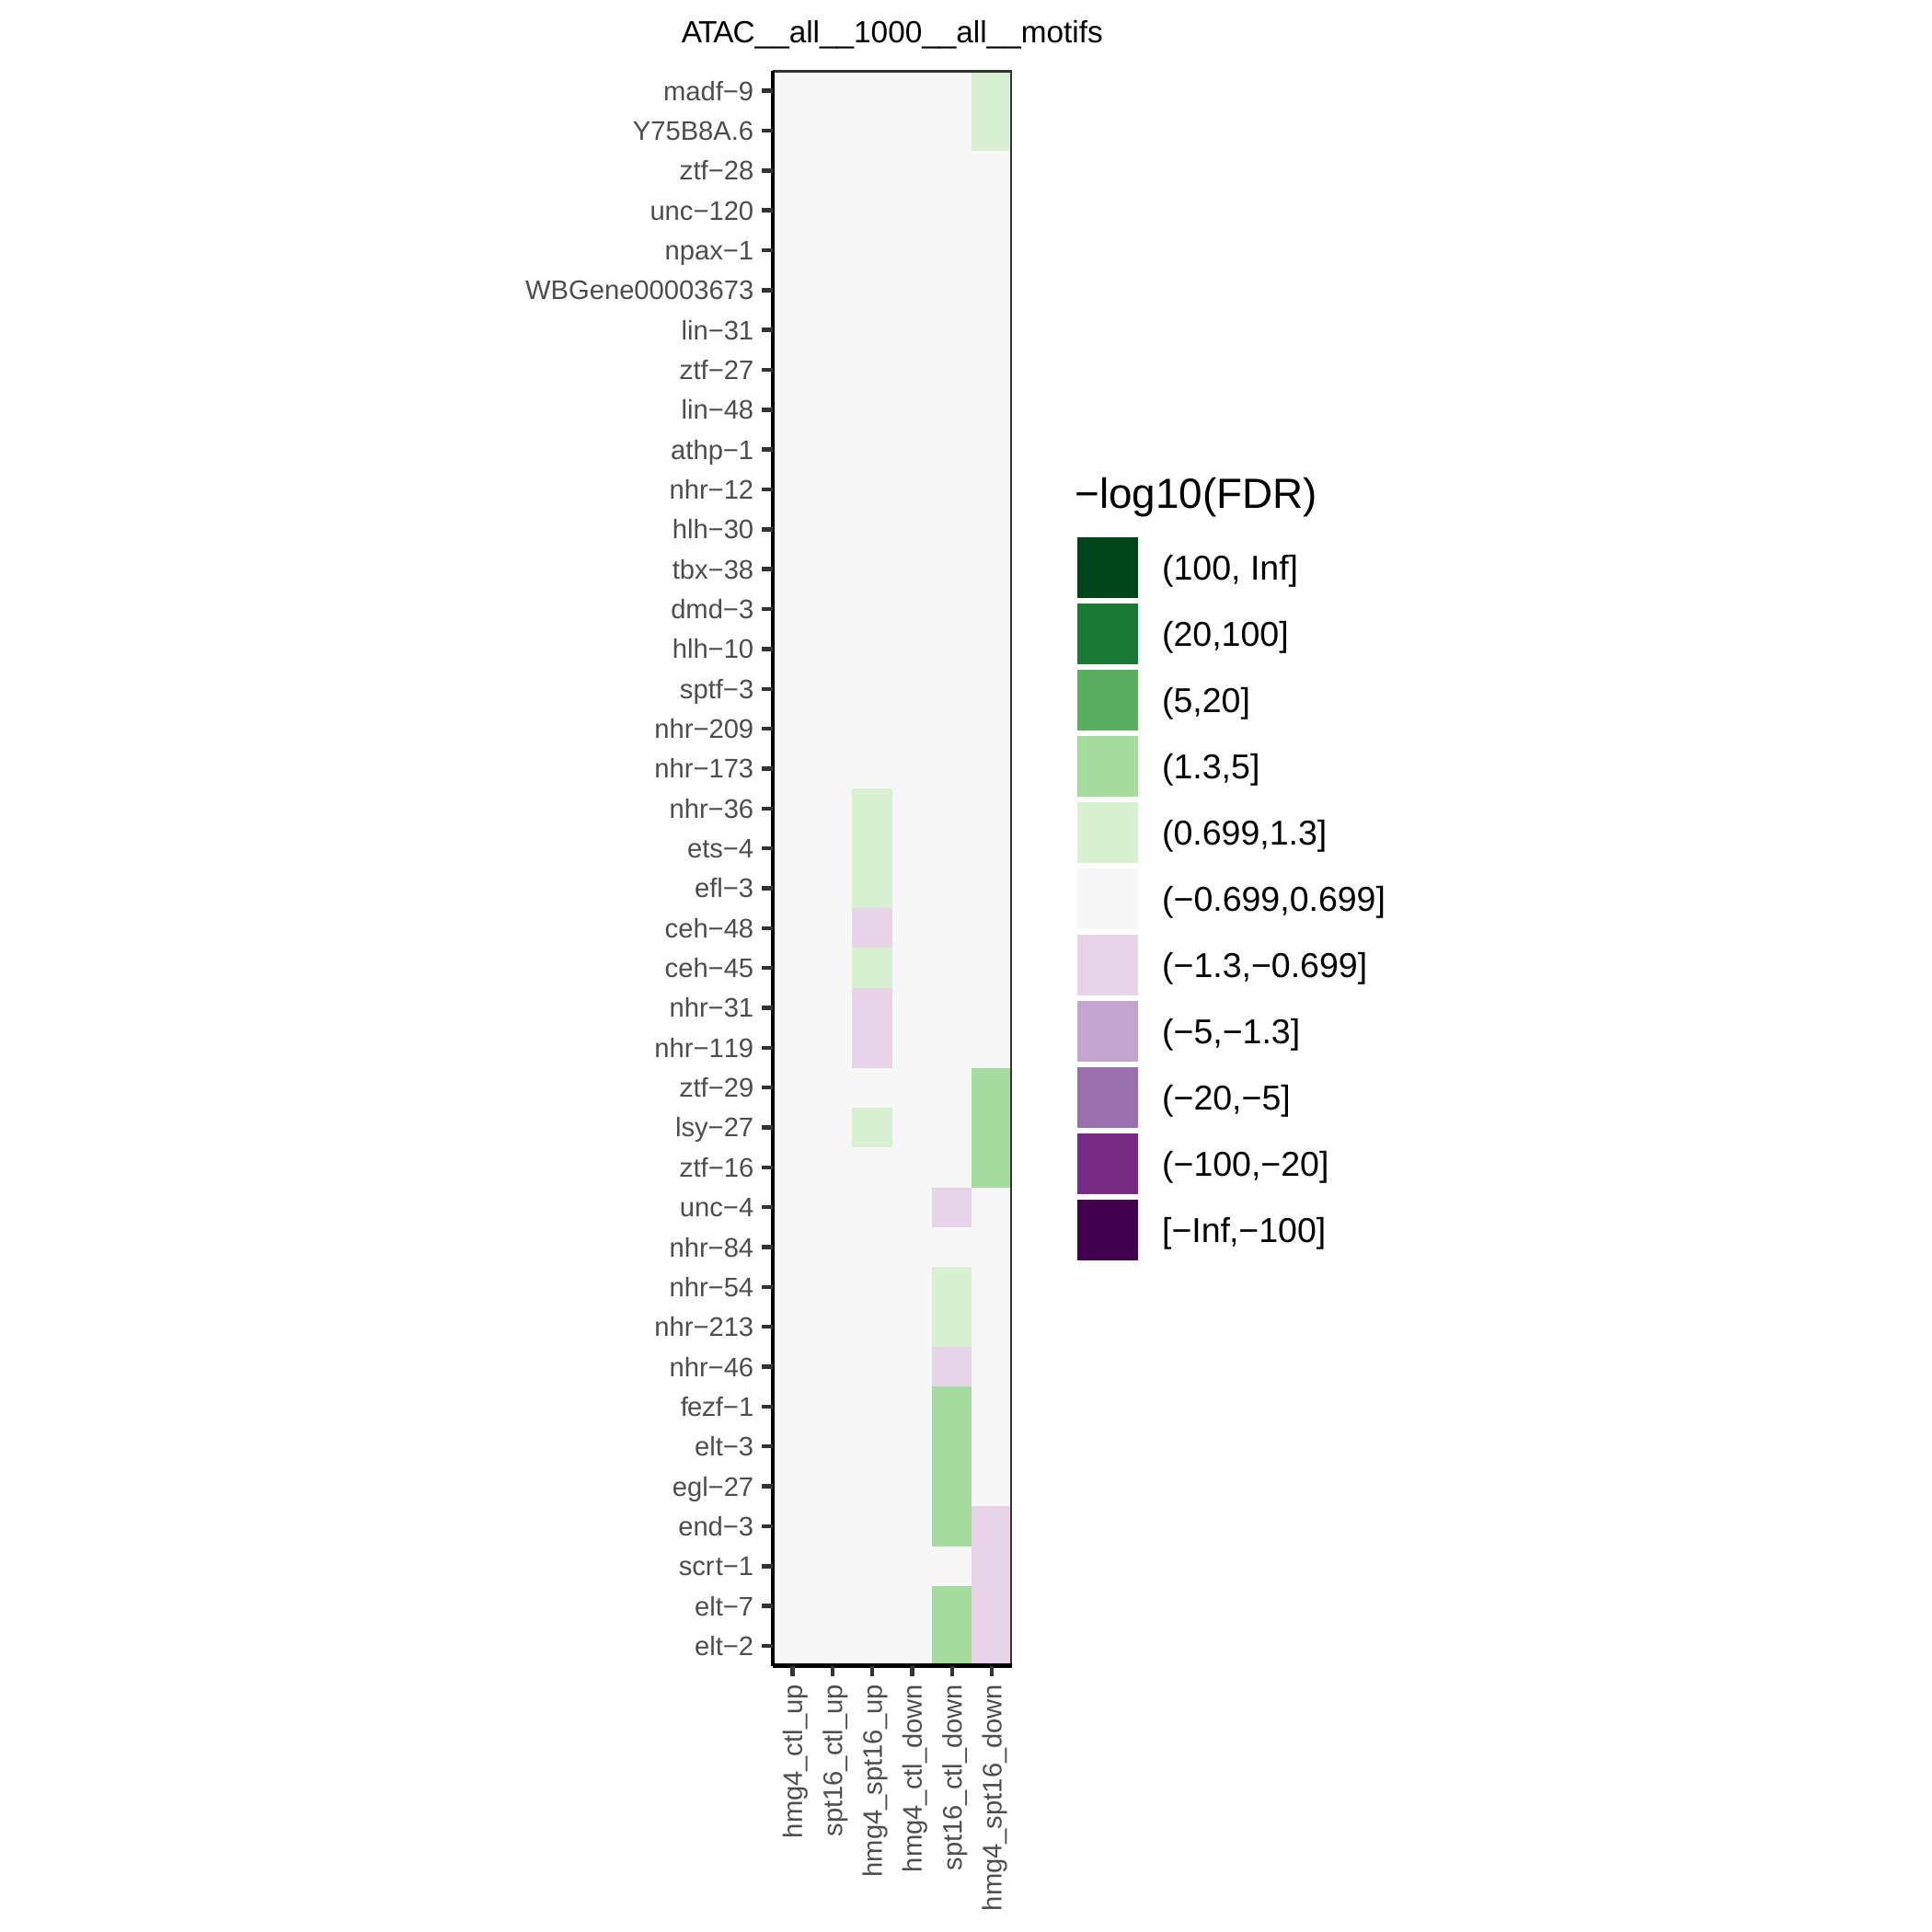 ATAC__all__1000__all__motifs
madf−9
Y75B8A.6
ztf−28
unc−120
npax−1
WBGene00003673
lin−31
ztf−27
lin−48
athp−1
nhr−12
hlh−30
tbx−38
dmd−3
hlh−10
sptf−3
nhr−209
nhr−173
nhr−36
ets−4
efl−3
ceh−48
ceh−45
nhr−31
nhr−119
ztf−29
lsy−27
ztf−16
unc−4
nhr−84
nhr−54
nhr−213
nhr−46
fezf−1
elt−3
egl−27
end−3
scrt−1
elt−7
elt−2
hmg4_ctl_up
spt16_ctl_up
hmg4_spt16_up
hmg4_ctl_down
spt16_ctl_down
hmg4_spt16_down
−log10(FDR)
(100, Inf]
(20,100]
(5,20]
(1.3,5]
(0.699,1.3]
(−0.699,0.699]
(−1.3,−0.699]
(−5,−1.3]
(−20,−5]
(−100,−20]
[−Inf,−100]